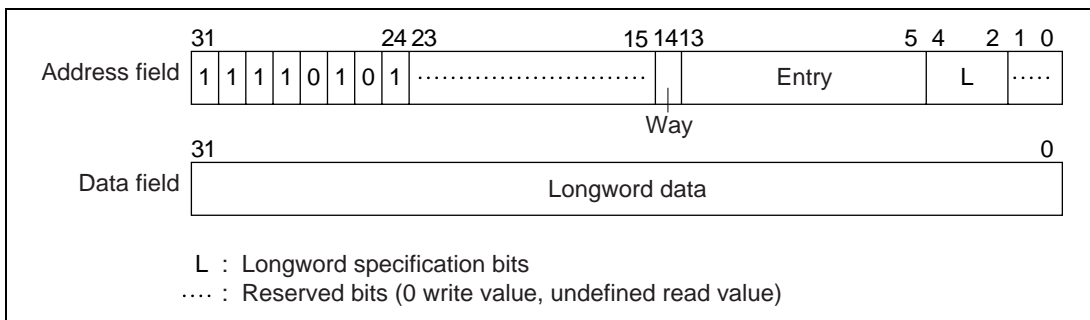 31 24 23 15 14 13 5 4 2 1 0
Address field 1 1 1 1 0 1 0 1 Entry L
Way
31 0
Data field Longword data
L : Longword specification bits
···· : Reserved bits (0 write value, undefined read value)